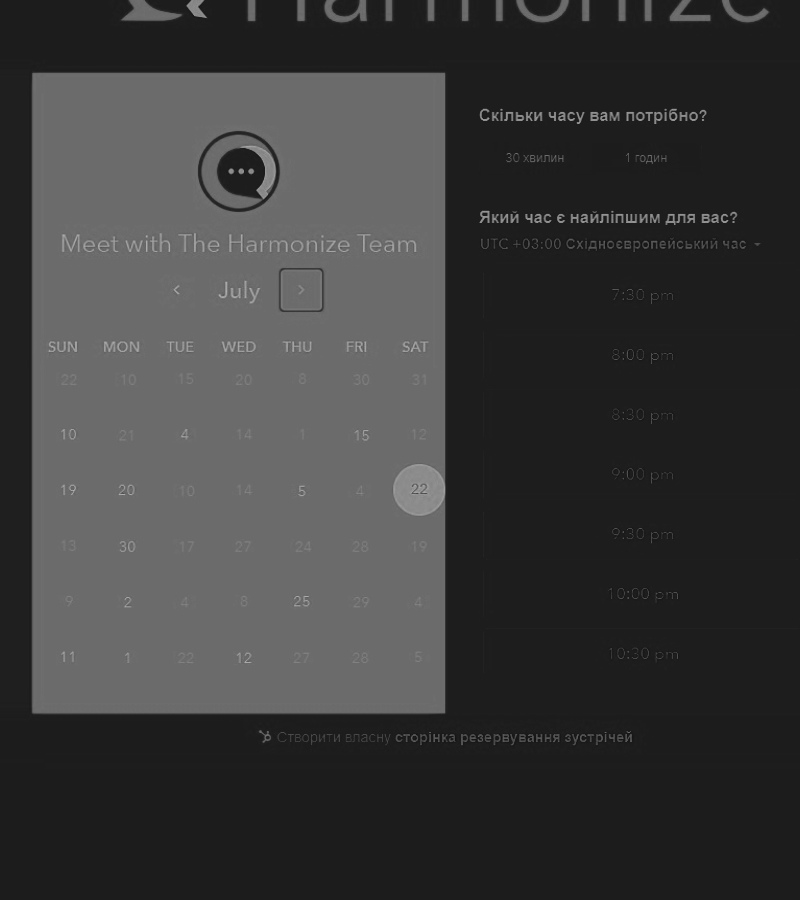 Harmonize
Meet with The Harmonize Team
July
SUN MON TUE WED THU FRI SAT
22 10 15 20 8 30 31
10 21 4 14 1 15 12
19 20 10 14 5 4 22
13 30 17 27 24 28 19
9 2 4 8 25 29 4
11 1 22 12 27 28 5
Скільки часу вам потрібно?
30 хвилин 1 годин
Який час є найліпшим для вас?
UTC +03:00 Східноєвропейський час
7:30 pm
8:00 pm
8:30 pm
9:00 pm
9:30 pm
10:00 pm
10:30 pm
Створити власну сторінка резервування зустрічей